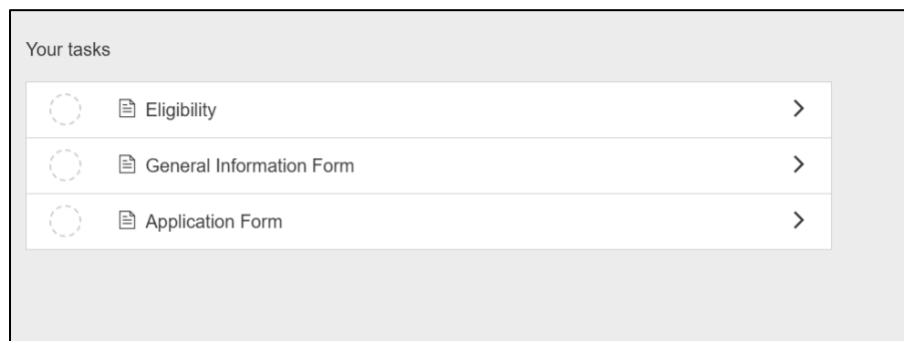 Your tasks
Eligibility
General Information Form
Application Form